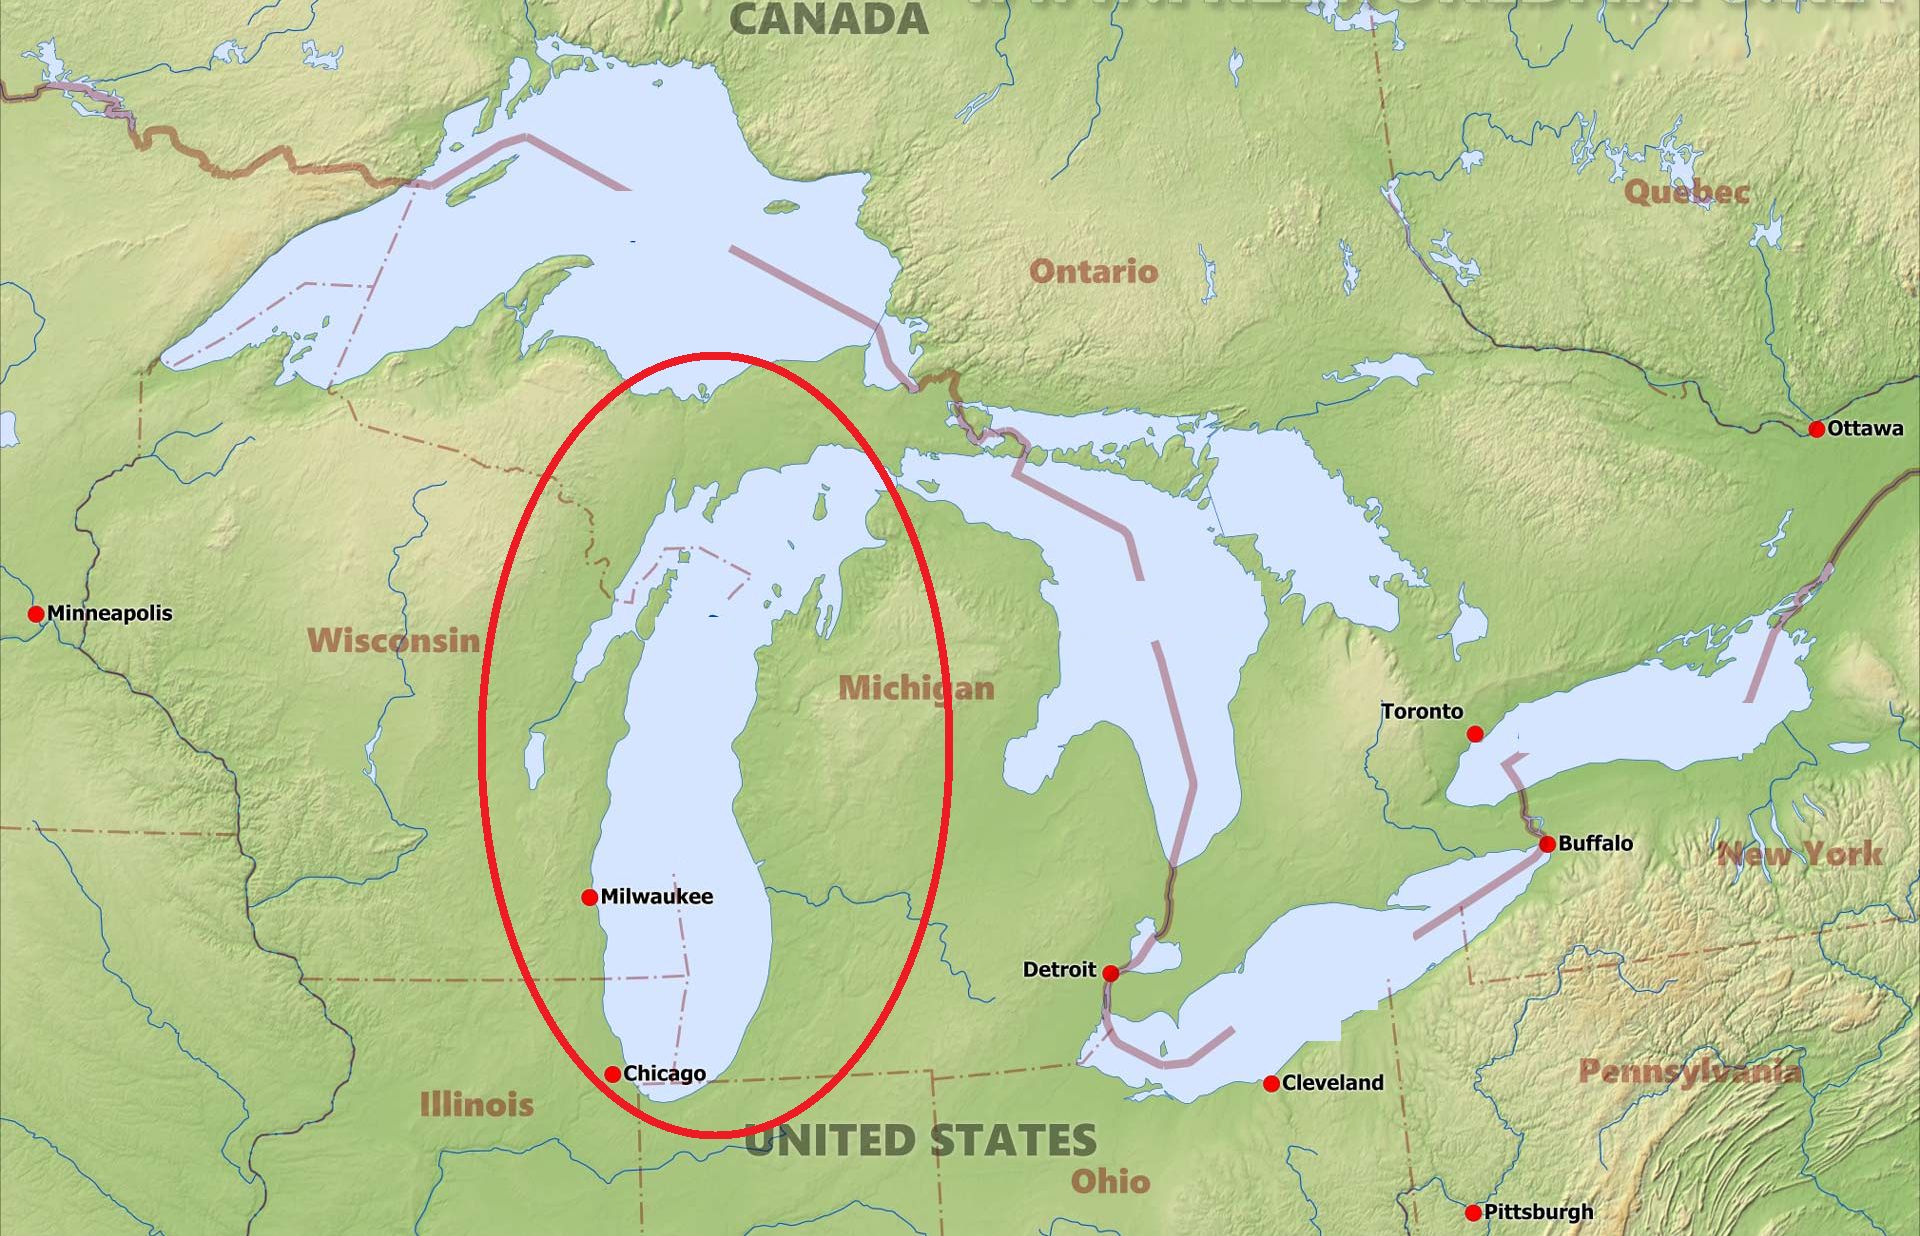 CANADA
Quebec
Ontario
Ottawa
Minneapolis
Wisconsin
Michigan
Toronto
Buffalo
New York
Milwaukee
Detroit
Chicago
Cleveland
Pennsylvania
Illinois
UNITED STATES
Ohio
Pittsburgh